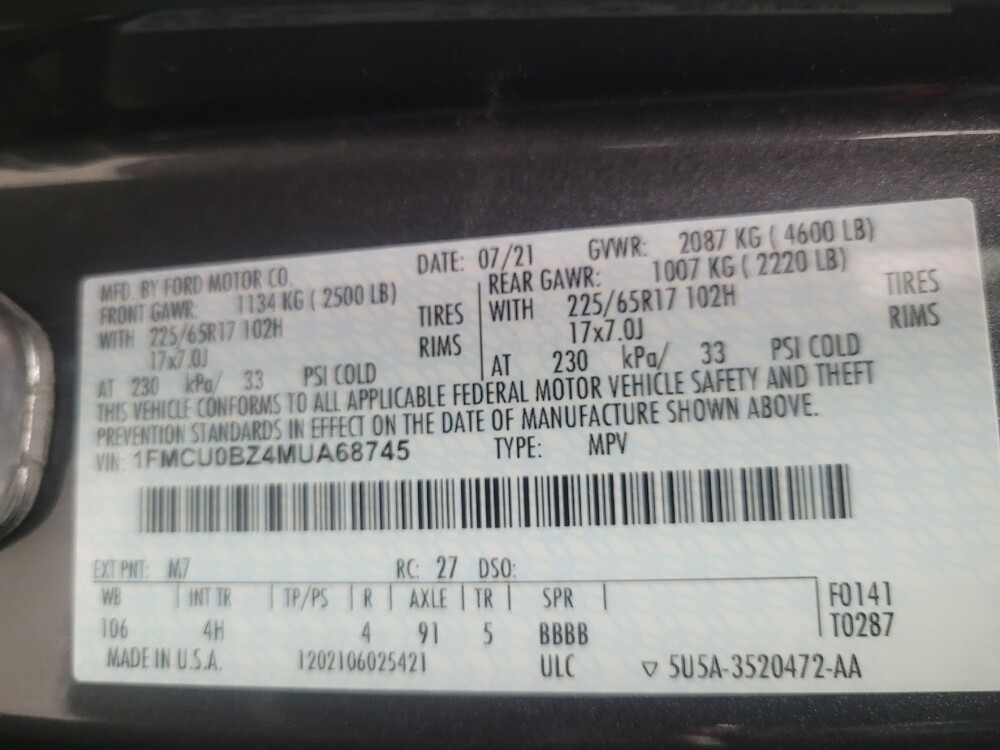 MFD. BY FORD MOTOR CO. DATE: 07/21 GVWR: 2087 KG ( 4600 LB)
FRONT GAWR: 1134 KG ( 2500 LB) REAR GAWR: 1007 KG ( 2220 LB)
WITH 225/65R17 102H TIRES WITH 225/65R17 102H TIRES
17x7.0J RIMS 17x7.0J RIMS
AT 230 kPa/ 33 PSI COLD AT 230 kPa/ 33 PSI COLD
THIS VEHICLE CONFORMS TO ALL APPLICABLE FEDERAL MOTOR VEHICLE SAFETY AND THEFT
PREVENTION STANDARDS IN EFFECT ON THE DATE OF MANUFACTURE SHOWN ABOVE.
VIN: 1FMCU0BZ4MUA68745 TYPE: MPV
EXT PNT: M7 RC: 27 DSO:
WB INT TR TP/PS R AXLE TR SPR F0141
106 4H 4 91 5 BBBB T0287
MADE IN U.S.A. 1202106025421 ULC ▽ 5U5A-3520472-AA